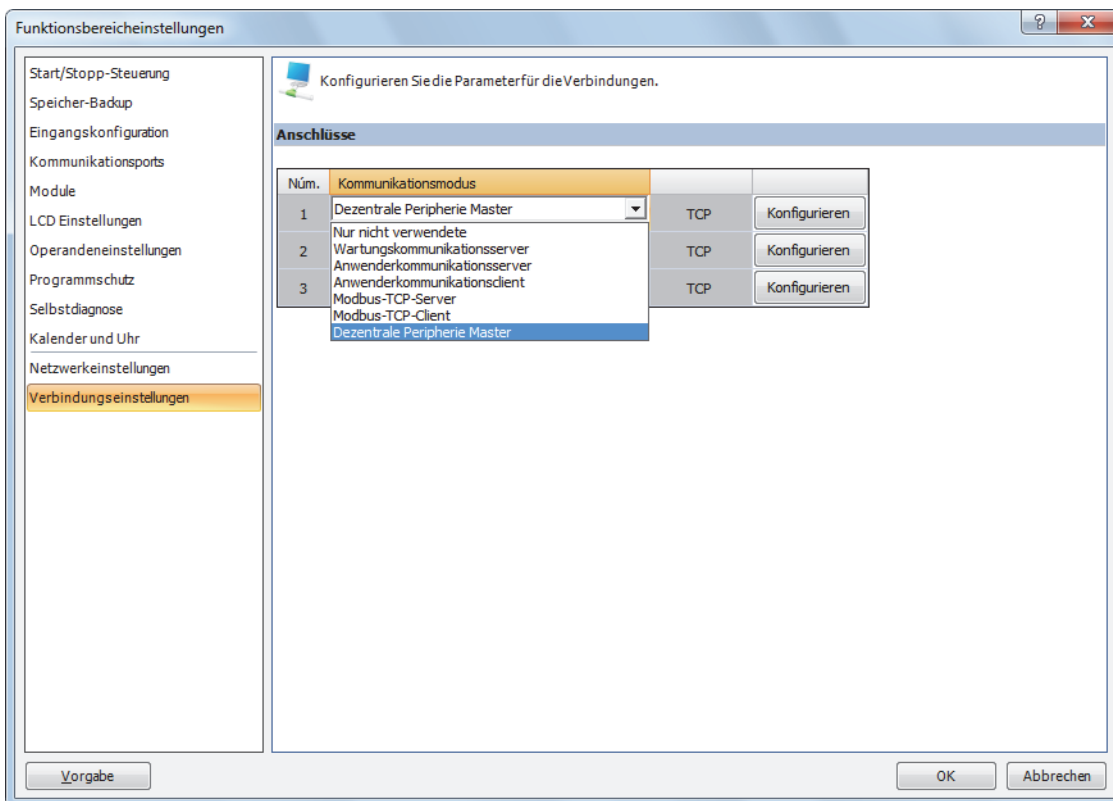 Funktionsbereicheinstellungen
Start/Stopp-Steuerung
Speicher-Backup
Eingangskonfiguration
Kommunikationsports
Module
LCD Einstellungen
Operandeneinstellungen
Programmschutz
Selbstdiagnose
Kalender und Uhr
Netzwerkeinstellungen
Verbindungseinstellungen
Konfigurieren Sie die Parameter für die Verbindungen.
Anschlüsse
Núm. Kommunikationsmodus
1 Dezentrale Peripherie Master TCP Konfigurieren
Nur nicht verwendete
Wartungskommunikationsserver
2 TCP Konfigurieren
Anwenderkommunikationsserver
Anwenderkommunikationsclient
3 TCP Konfigurieren
Modbus-TCP-Server
Modbus-TCP-Client
Dezentrale Peripherie Master
Vorgabe OK Abbrechen